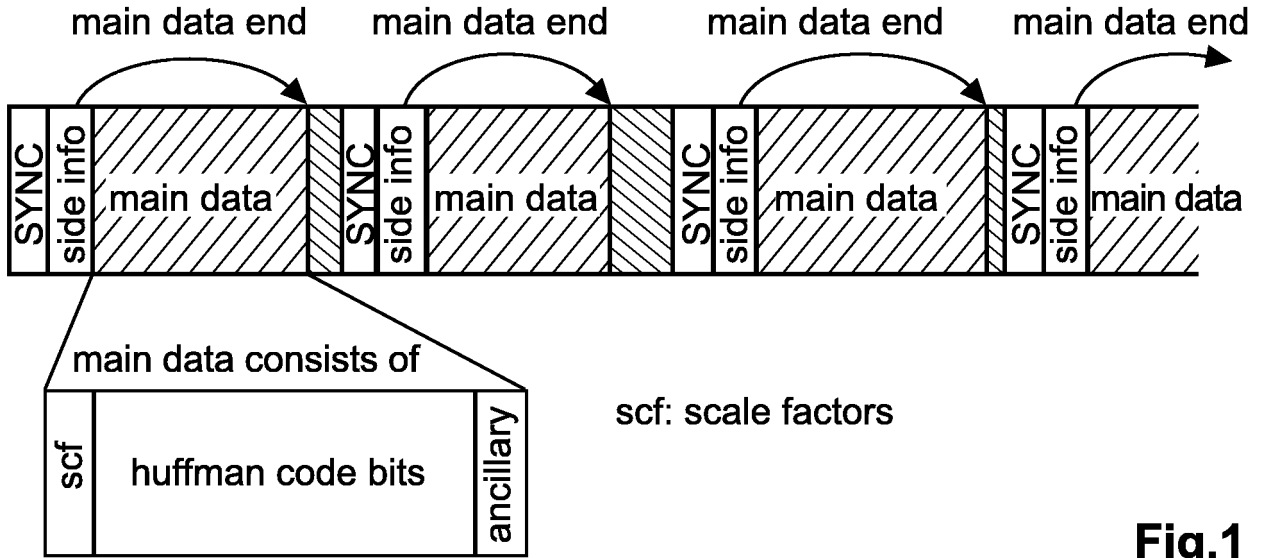 main data end main data end main data end main data end
SYNC side info main data SYNC side info main data SYNC side info main data SYNC side info main data
main data consists of
scf huffman code bits ancillary
scf: scale factors
Fig.1